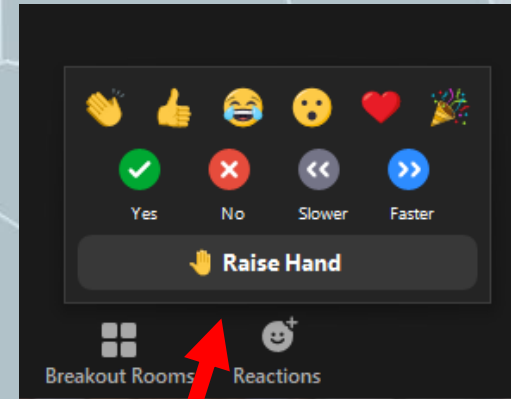 Yes No Slower Faster
Raise Hand
Breakout Rooms Reactions